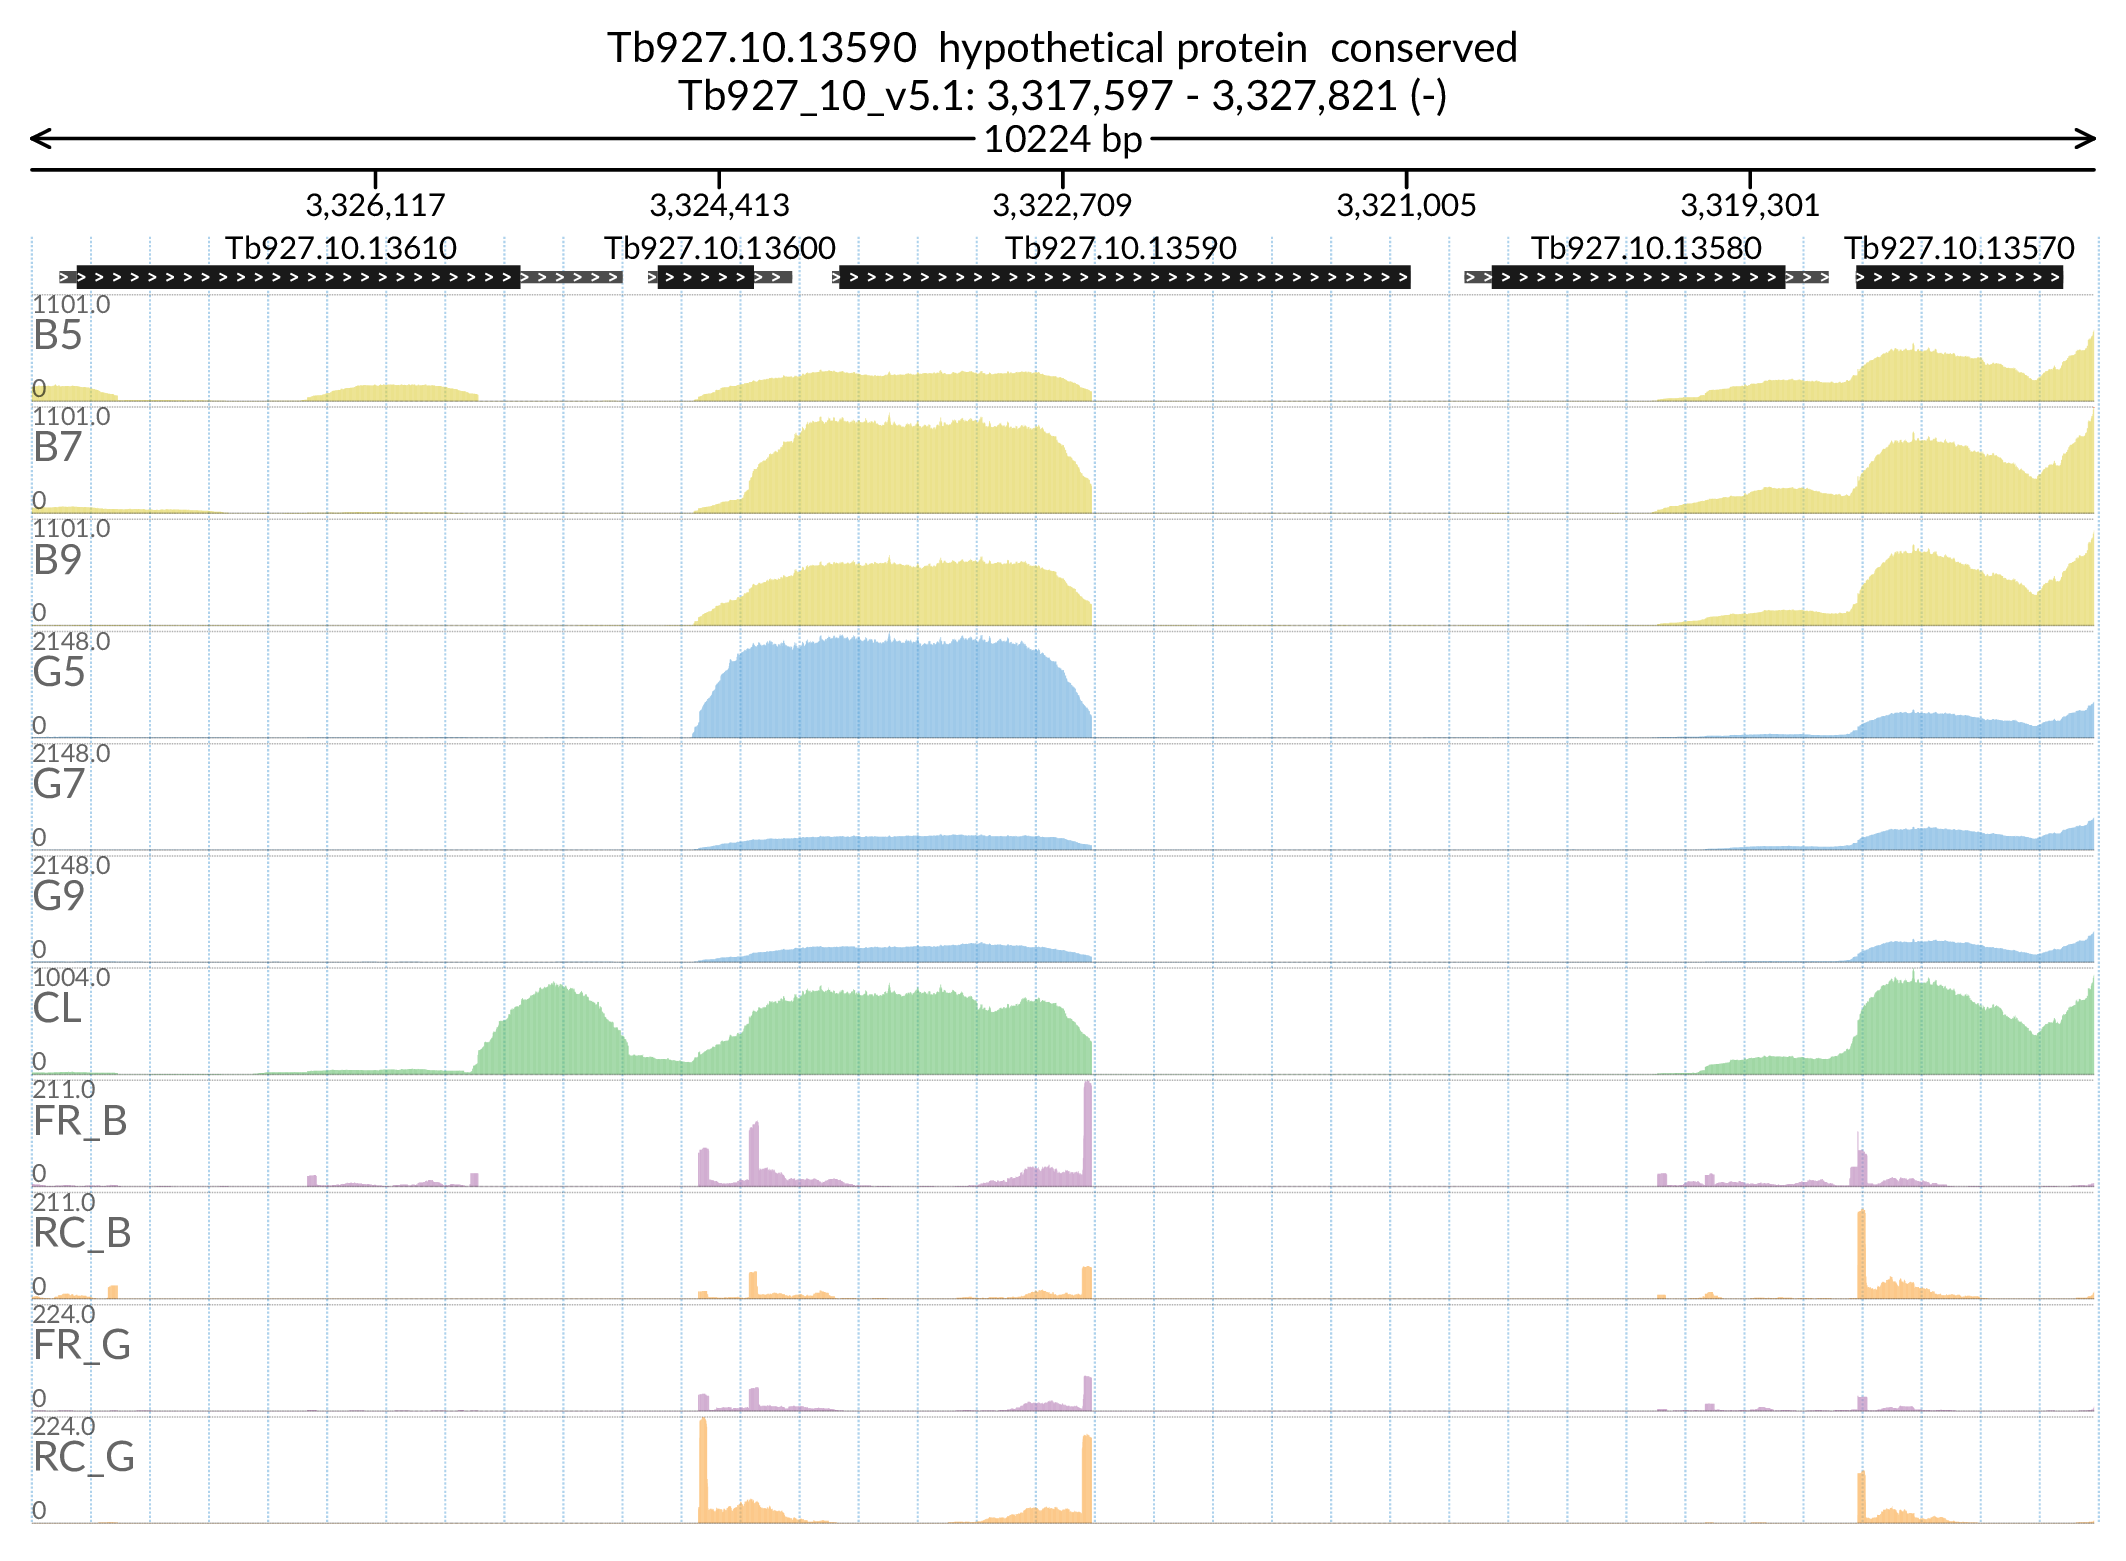 Tb927.10.13590  hypothetical protein  conserved
Tb927_10_v5.1: 3,317,597 - 3,327,821 (-)
10224 bp
3,326,117 3,324,413 3,322,709 3,321,005 3,319,301
Tb927.10.13610 Tb927.10.13600 Tb927.10.13590 Tb927.10.13580 Tb927.10.13570
1101.0
B5
0
1101.0
B7
0
1101.0
B9
0
2148.0
G5
0
2148.0
G7
0
2148.0
G9
0
1004.0
CL
0
211.0
FR_B
0
211.0
RC_B
0
224.0
FR_G
0
224.0
RC_G
0